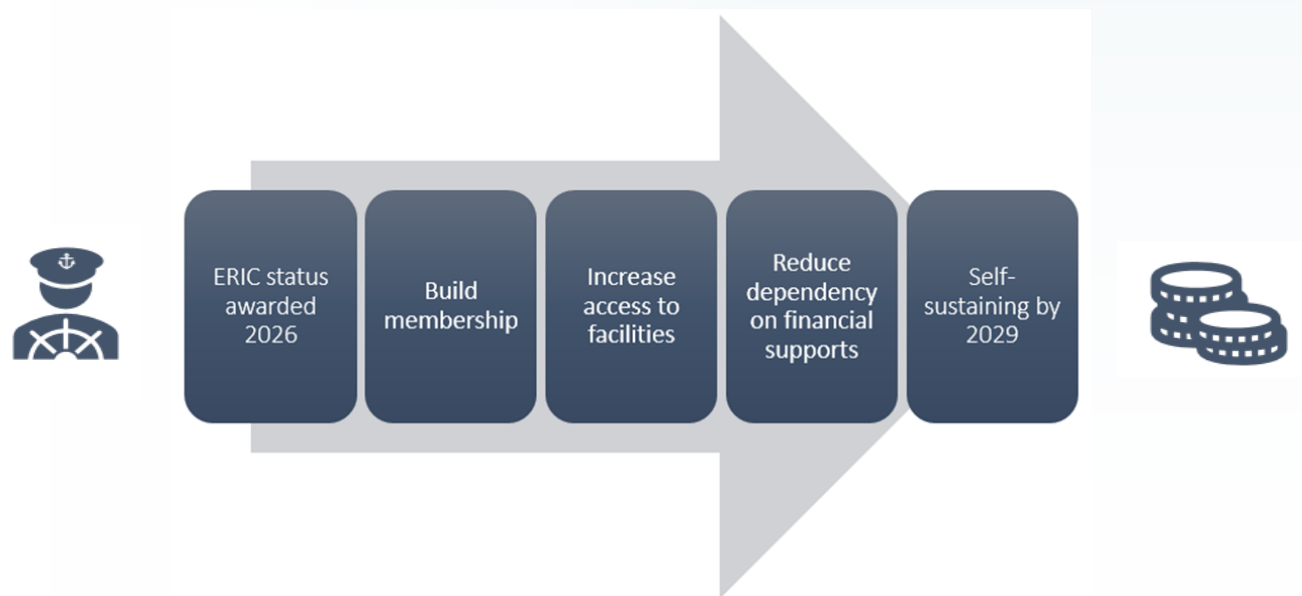 ERIC status
awarded
2026
Build
membership
Increase
access to
facilities
Reduce
dependency
on financial
supports
Self-
sustaining by
2029